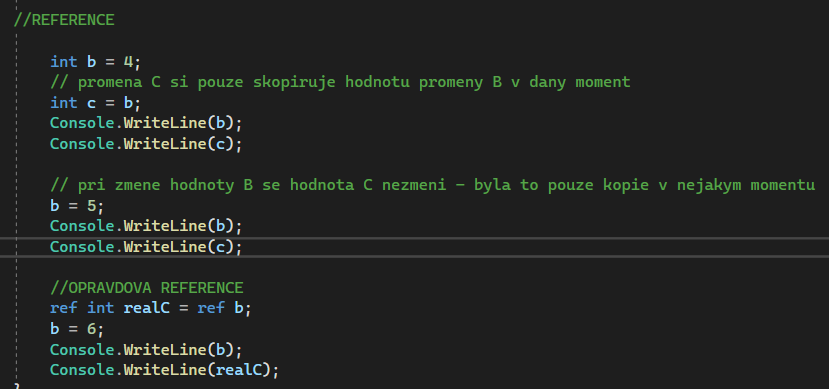 //REFERENCE
int b = 4;
// promena C si pouze skopiruje hodnotu promeny B v dany moment
int c = b;
Console.WriteLine(b);
Console.WriteLine(c);
// pri zmene hodnoty B se hodnota C nezmeni - byla to pouze kopie v nejakym momentu
b = 5;
Console.WriteLine(b);
Console.WriteLine(c);
//OPRAVDOVA REFERENCE
ref int realC = ref b;
b = 6;
Console.WriteLine(b);
Console.WriteLine(realC);